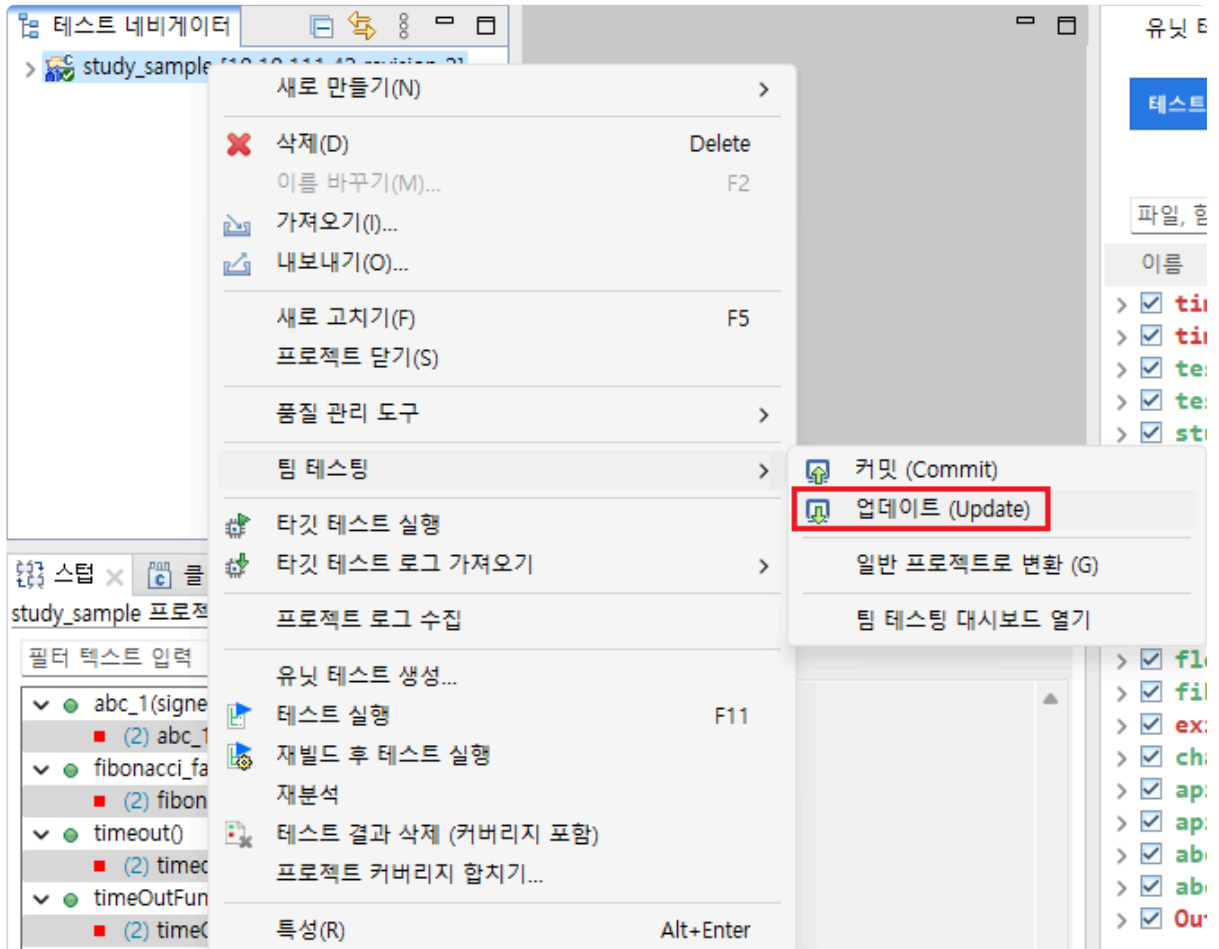 테스트 네비게이터
유닛
테스트
study_sample
새로 만들기(N)
삭제(D) Delete
이름 바꾸기(M)... F2
가져오기(I)...
내보내기(O)...
새로 고치기(F) F5
프로젝트 닫기(S)
품질 관리 도구
팀 테스팅
커밋 (Commit)
업데이트 (Update)
일반 프로젝트로 변환 (G)
팀 테스팅 대시보드 열기
타깃 테스트 실행
타깃 테스트 로그 가져오기
프로젝트 로그 수집
유닛 테스트 생성...
테스트 실행 F11
재빌드 후 테스트 실행
재분석
테스트 결과 삭제 (커버리지 포함)
프로젝트 커버리지 합치기...
특성(R) Alt+Enter
파일,
이름
스텁
클
study_sample 프로젝
필터 텍스트 입력
abc_1(signe
(2) abc_1
fibonacci_fa
(2) fibon
timeout()
(2) timeo
timeOutFun
(2) timeO